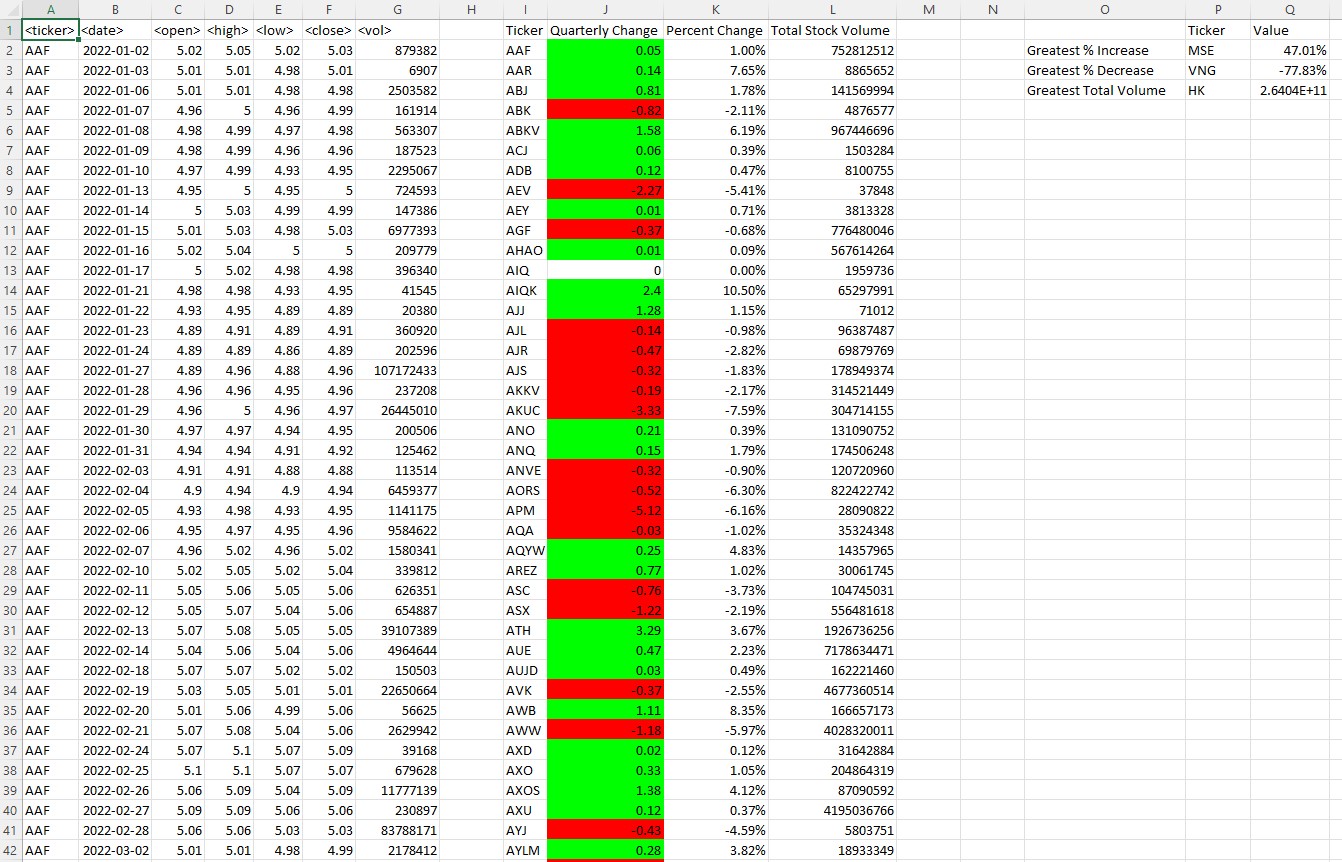 A B C D E F G H I J K L M N O P Q
1 <ticker> <date> <open> <high> <low> <close> <vol> Ticker Quarterly Change Percent Change Total Stock Volume Ticker Value
2 AAF 2022-01-02 5.02 5.05 5.02 5.03 879382 AAF 0.05 1.00% 752812512 Greatest % Increase MSE 47.01%
3 AAF 2022-01-03 5.01 5.01 4.98 5.01 6907 AAR 0.14 7.65% 8865652 Greatest % Decrease VNG -77.83%
4 AAF 2022-01-06 5.01 5.01 4.98 4.98 2503582 ABJ 0.81 1.78% 141569994 Greatest Total Volume HK 2.6404E+11
5 AAF 2022-01-07 4.96 5 4.96 4.99 161914 ABK -0.82 -2.11% 4876577
6 AAF 2022-01-08 4.98 4.99 4.97 4.98 563307 ABKV 1.58 6.19% 967446696
7 AAF 2022-01-09 4.98 4.99 4.96 4.96 187523 ACJ 0.06 0.39% 1503284
8 AAF 2022-01-10 4.97 4.99 4.93 4.95 2295067 ADB 0.12 0.47% 8100755
9 AAF 2022-01-13 4.95 5 4.95 5 724593 AEV -2.27 -5.41% 37848
10 AAF 2022-01-14 5 5.03 4.99 4.99 147386 AEY 0.01 0.71% 3813328
11 AAF 2022-01-15 5.01 5.03 4.98 5.03 6977393 AGF -0.37 -0.68% 776480046
12 AAF 2022-01-16 5.02 5.04 5 5 209779 AHAO 0.01 0.09% 567614264
13 AAF 2022-01-17 5 5.02 4.98 4.98 396340 AIQ 0 0.00% 1959736
14 AAF 2022-01-21 4.98 4.98 4.93 4.95 41545 AIQK 2.4 10.50% 65297991
15 AAF 2022-01-22 4.93 4.95 4.89 4.89 20380 AJJ 1.28 1.15% 71012
16 AAF 2022-01-23 4.89 4.91 4.89 4.91 360920 AJL -0.14 -0.98% 96387487
17 AAF 2022-01-24 4.89 4.89 4.86 4.89 202596 AJR -0.47 -2.82% 69879769
18 AAF 2022-01-27 4.89 4.96 4.88 4.96 107172433 AJS -0.32 -1.83% 178949374
19 AAF 2022-01-28 4.96 4.96 4.95 4.96 237208 AKKV -0.19 -2.17% 314521449
20 AAF 2022-01-29 4.96 5 4.96 4.97 26445010 AKUC -3.33 -7.59% 304714155
21 AAF 2022-01-30 4.97 4.97 4.94 4.95 200506 ANO 0.21 0.39% 131090752
22 AAF 2022-01-31 4.94 4.94 4.91 4.92 125462 ANQ 0.15 1.79% 174506248
23 AAF 2022-02-03 4.91 4.91 4.88 4.88 113514 ANVE -0.32 -0.90% 120720960
24 AAF 2022-02-04 4.9 4.94 4.9 4.94 6459377 AORS -0.52 -6.30% 822422742
25 AAF 2022-02-05 4.93 4.98 4.93 4.95 1141175 APM -5.12 -6.16% 28090822
26 AAF 2022-02-06 4.95 4.97 4.95 4.96 9584622 AQA -0.03 -1.02% 35324348
27 AAF 2022-02-07 4.96 5.02 4.96 5.02 1580341 AQYW 0.25 4.83% 14357965
28 AAF 2022-02-10 5.02 5.05 5.02 5.04 339812 AREZ 0.77 1.02% 30061745
29 AAF 2022-02-11 5.05 5.06 5.05 5.06 626351 ASC -0.76 -3.73% 104745031
30 AAF 2022-02-12 5.05 5.07 5.04 5.06 654887 ASX -1.22 -2.19% 556481618
31 AAF 2022-02-13 5.07 5.08 5.05 5.05 39107389 ATH 3.29 3.67% 1926736256
32 AAF 2022-02-14 5.04 5.06 5.04 5.06 4964644 AUE 0.47 2.23% 7178634471
33 AAF 2022-02-18 5.07 5.07 5.02 5.02 150503 AUJD 0.03 0.49% 162221460
34 AAF 2022-02-19 5.03 5.05 5.01 5.01 22650664 AVK -0.37 -2.55% 4677360514
35 AAF 2022-02-20 5.01 5.06 4.99 5.06 56625 AWB 1.11 8.35% 166657173
36 AAF 2022-02-21 5.07 5.08 5.04 5.06 2629942 AWW -1.18 -5.97% 4028320011
37 AAF 2022-02-24 5.07 5.1 5.07 5.09 39168 AXD 0.02 0.12% 31642884
38 AAF 2022-02-25 5.1 5.1 5.07 5.07 679628 AXO 0.33 1.05% 204864319
39 AAF 2022-02-26 5.06 5.09 5.04 5.09 11777139 AXOS 1.38 4.12% 87090592
40 AAF 2022-02-27 5.09 5.09 5.06 5.06 230897 AXU 0.12 0.37% 4195036766
41 AAF 2022-02-28 5.06 5.06 5.03 5.03 83788171 AYJ -0.43 -4.59% 5803751
42 AAF 2022-03-02 5.01 5.01 4.98 4.99 2178412 AYLM 0.28 3.82% 18933349